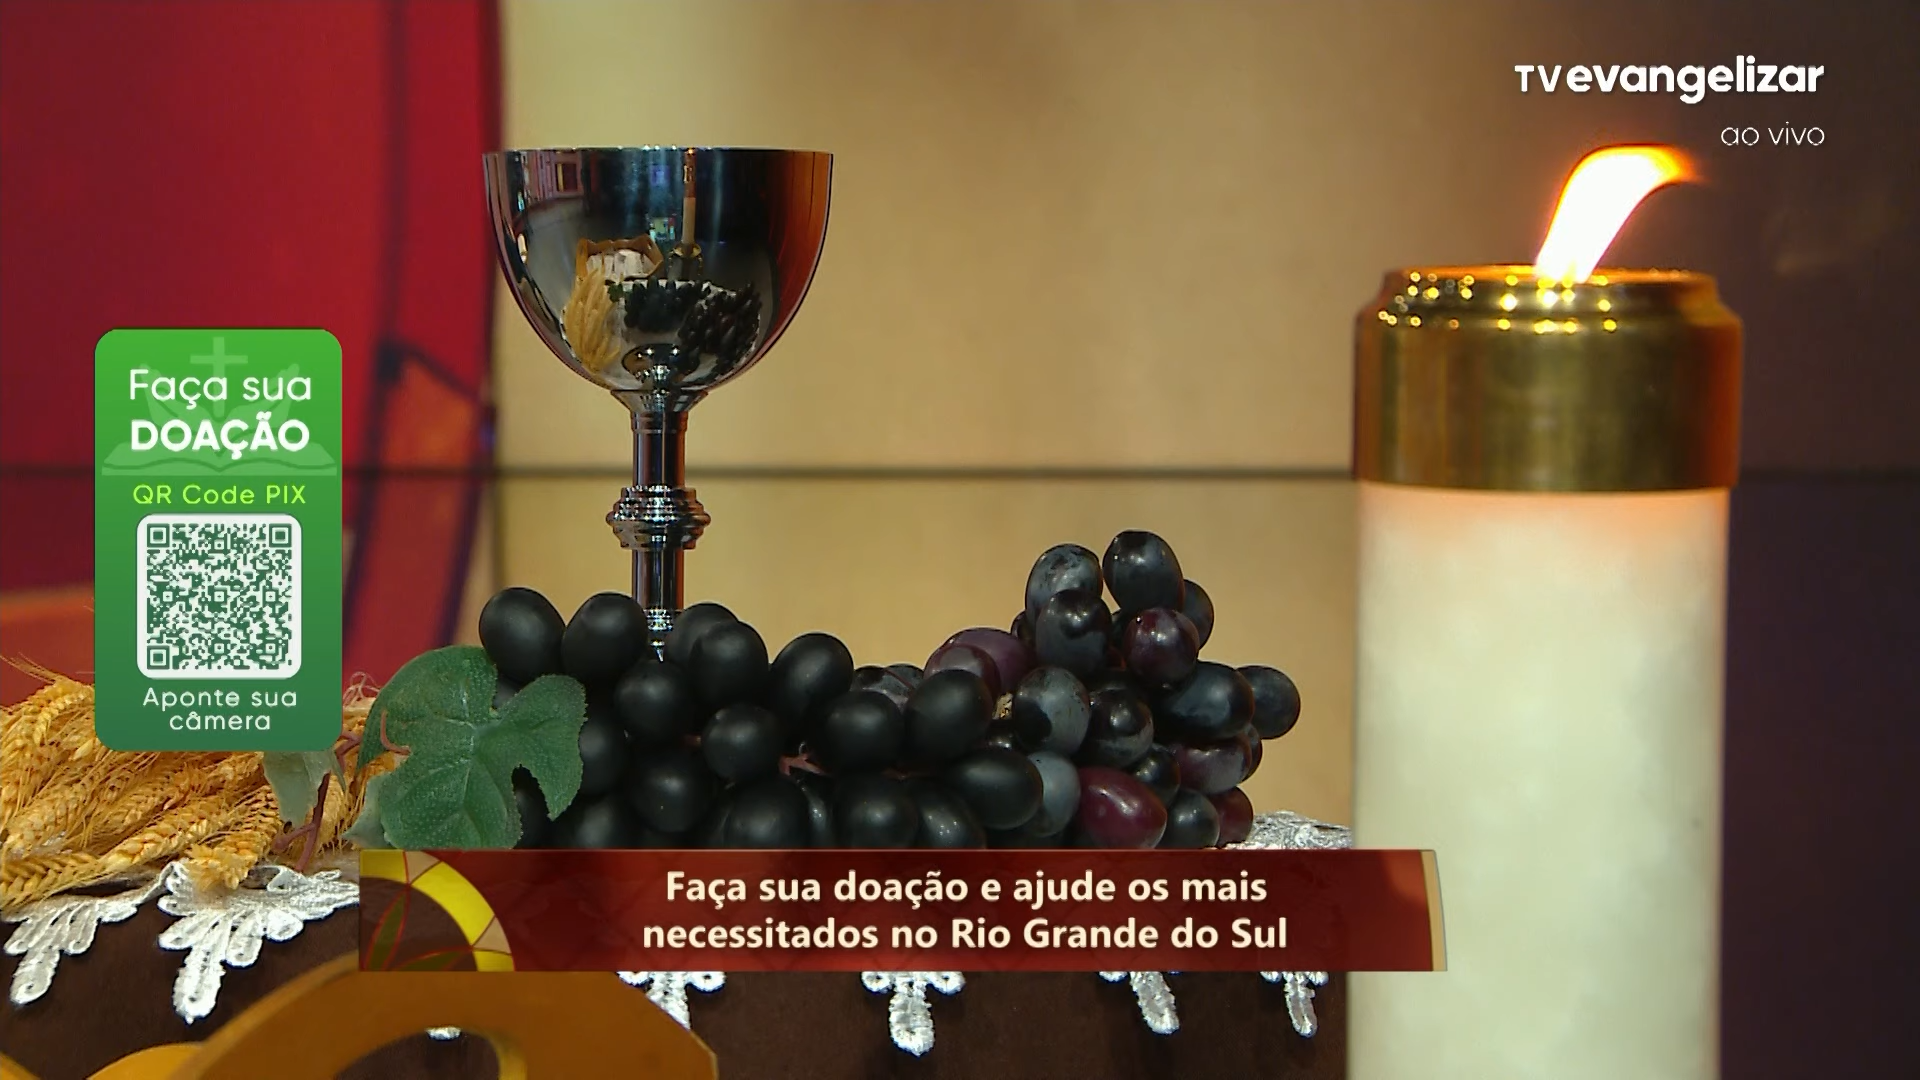 TVevangelizar
ao vivo
Faça sua
DOAÇÃO
QR Code PIX
Aponte sua
câmera
Faça sua doação e ajude os mais
necessitados no Rio Grande do Sul